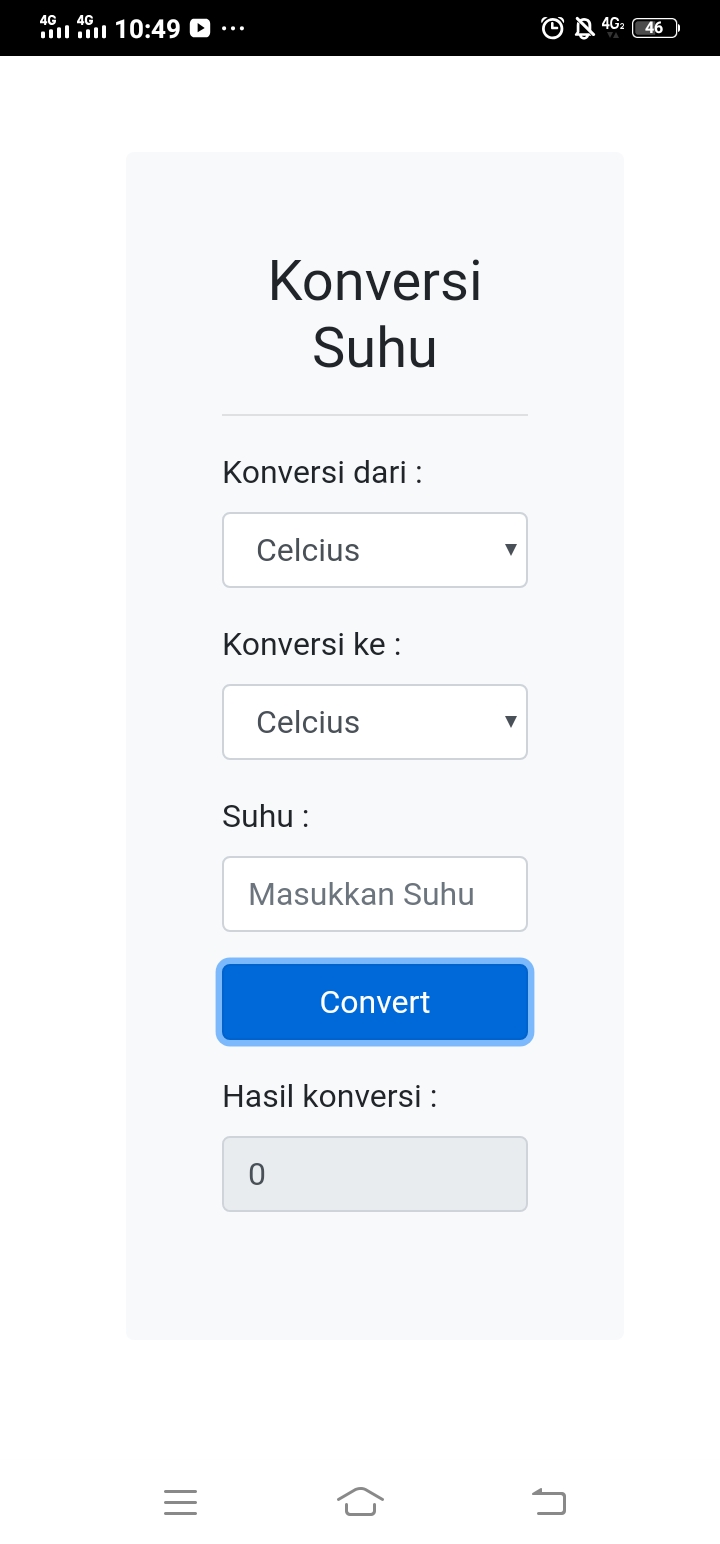 4G 4G 10:49 ... 4G2 46
Konversi
Suhu
Konversi dari :
Celcius
Konversi ke :
Celcius
Suhu :
Masukkan Suhu
Convert
Hasil konversi :
0